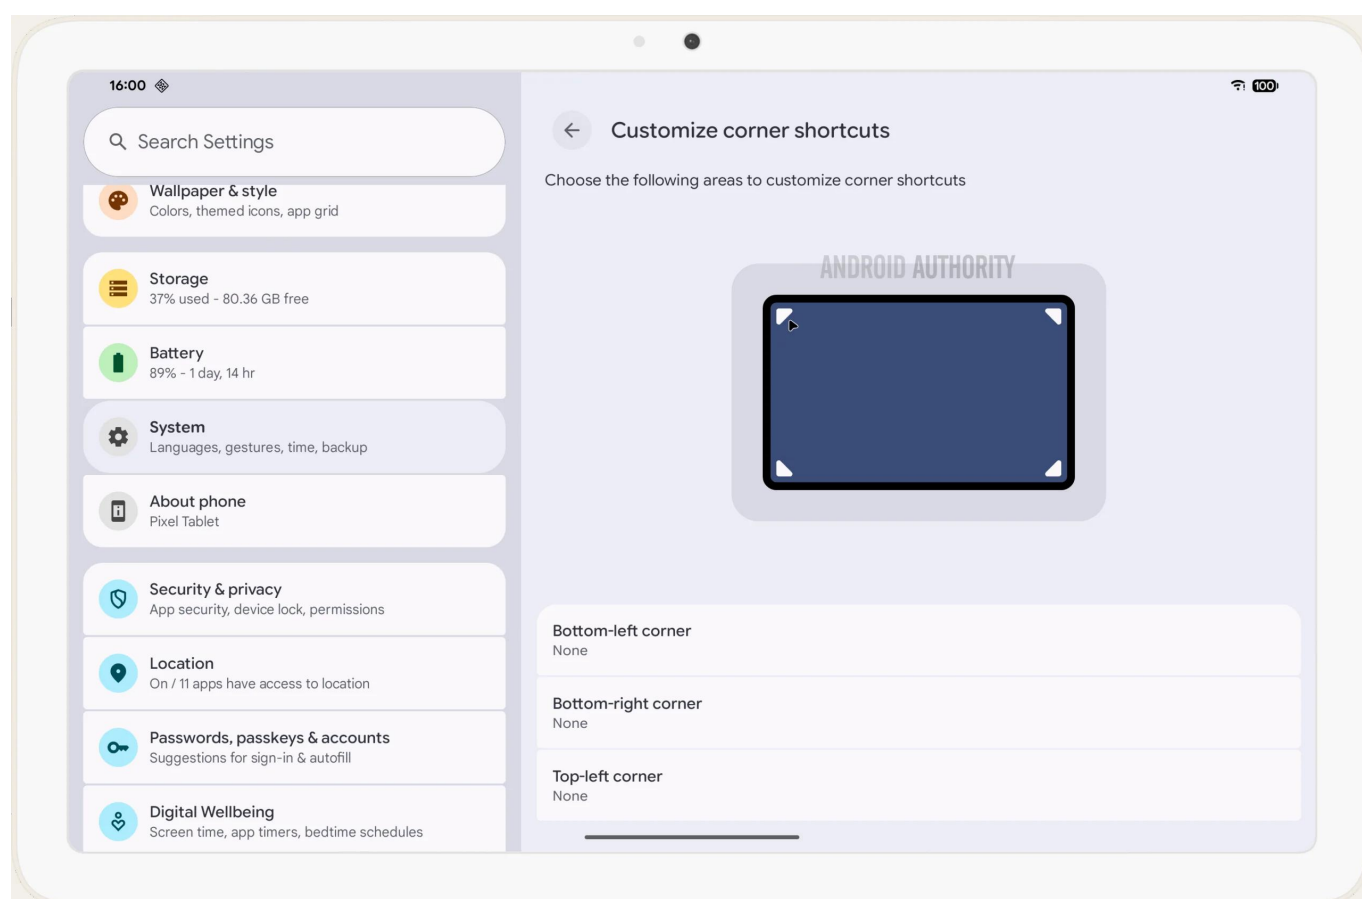 16:00
100
Search Settings
Wallpaper & style
Colors, themed icons, app grid
Storage
37% used - 80.36 GB free
Battery
89% - 1 day, 14 hr
System
Languages, gestures, time, backup
About phone
Pixel Tablet
Security & privacy
App security, device lock, permissions
Location
On / 11 apps have access to location
Passwords, passkeys & accounts
Suggestions for sign-in & autofill
Digital Wellbeing
Screen time, app timers, bedtime schedules
Customize corner shortcuts
Choose the following areas to customize corner shortcuts
ANDROID AUTHORITY
Bottom-left corner
None
Bottom-right corner
None
Top-left corner
None